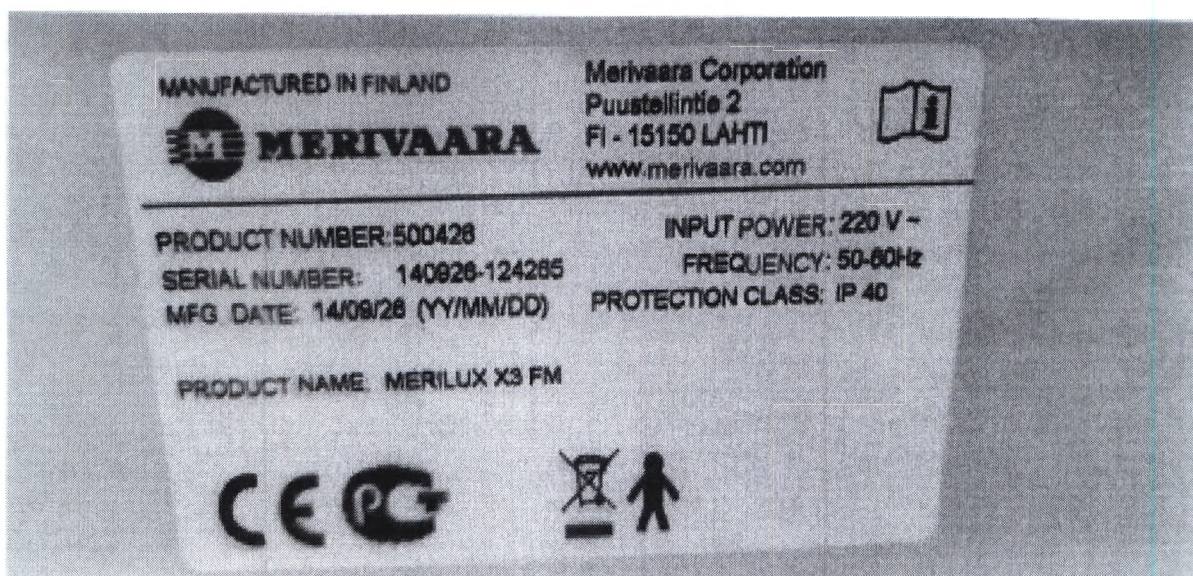 MANUFACTURED IN FINLAND
MERIVAARA
Merivaara Corporation
Puustellintie 2
FI - 15150 LAHTI
www.merivaara.com
PRODUCT NUMBER: 500426
SERIAL NUMBER: 140926-124265
MFG DATE: 14/09/26 (YY/MM/DD)
INPUT POWER: 220 V ~
FREQUENCY: 50-60Hz
PROTECTION CLASS: IP 40
PRODUCT NAME: MERILUX X3 FM
CE PCT